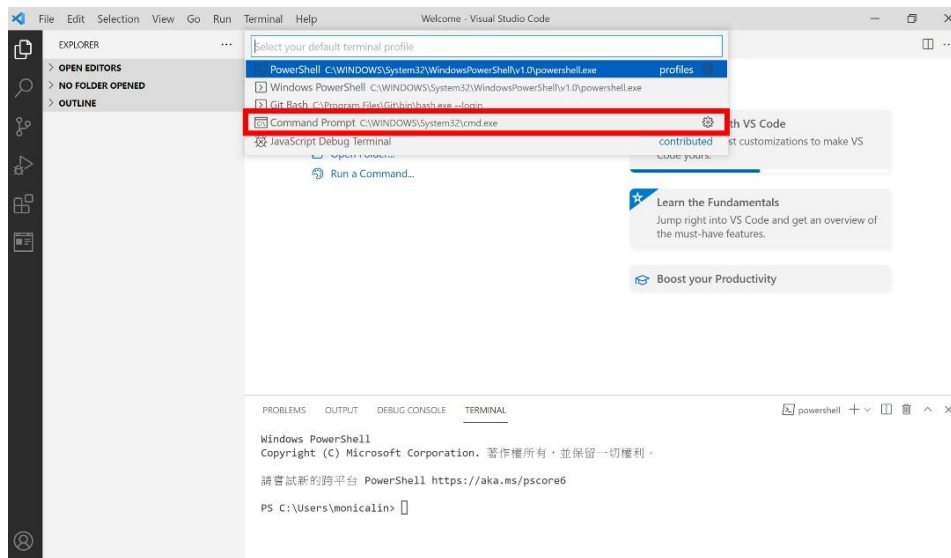 File Edit Selection View Go Run Terminal Help Welcome - Visual Studio Code
EXPLORER
OPEN EDITORS
NO FOLDER OPENED
OUTLINE
Select your default terminal profile
PowerShell C:\WINDOWS\System32\WindowsPowerShell\v1.0\powershell.exe profiles
Windows PowerShell C:\WINDOWS\System32\WindowsPowerShell\v1.0\powershell.exe
Git Bash C:\Program Files\Git\bin\bash.exe --login
Command Prompt C:\WINDOWS\System32\cmd.exe
JavaScript Debug Terminal contributed
Open Folder...
Run a Command...
th VS Code
st customizations to make VS
Code yours.
Learn the Fundamentals
Jump right into VS Code and get an overview of
the must-have features.
Boost your Productivity
PROBLEMS OUTPUT DEBUG CONSOLE TERMINAL powershell
Windows PowerShell
Copyright (C) Microsoft Corporation. 著作權所有，並保留一切權利。
請嘗試新的跨平台 PowerShell https://aka.ms/pscore6
PS C:\Users\monicalin>